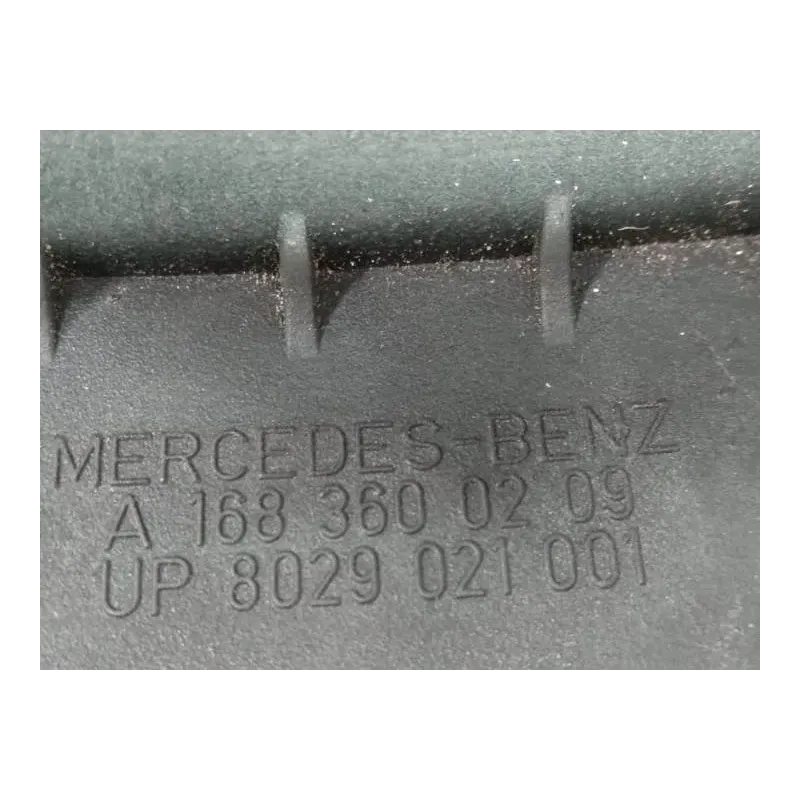 MERCEDES-BENZ
A 168 360 02 09
UP 8029 021 001